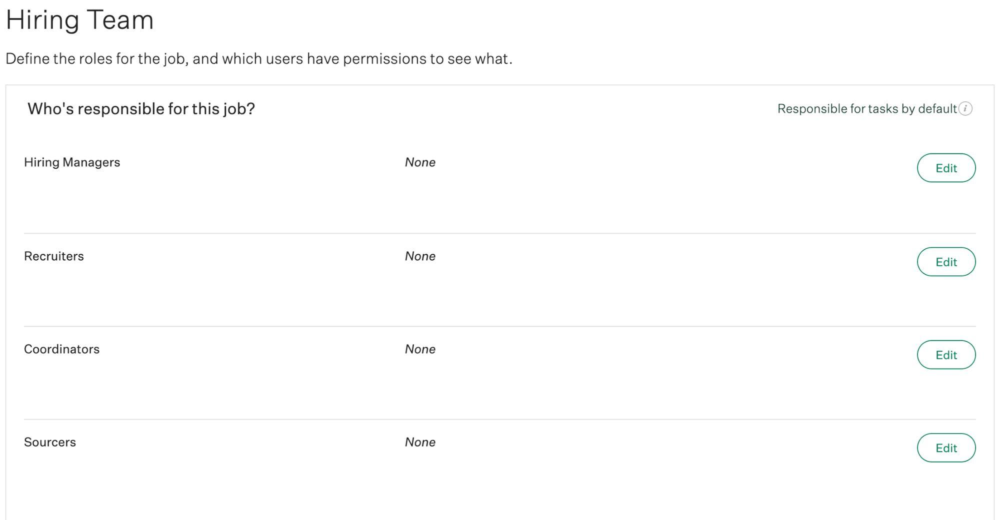 Hiring Team
Define the roles for the job, and which users have permissions to see what.
Who's responsible for this job?
Responsible for tasks by default i
Hiring Managers
None
Edit
Recruiters
None
Edit
Coordinators
None
Edit
Sourcers
None
Edit